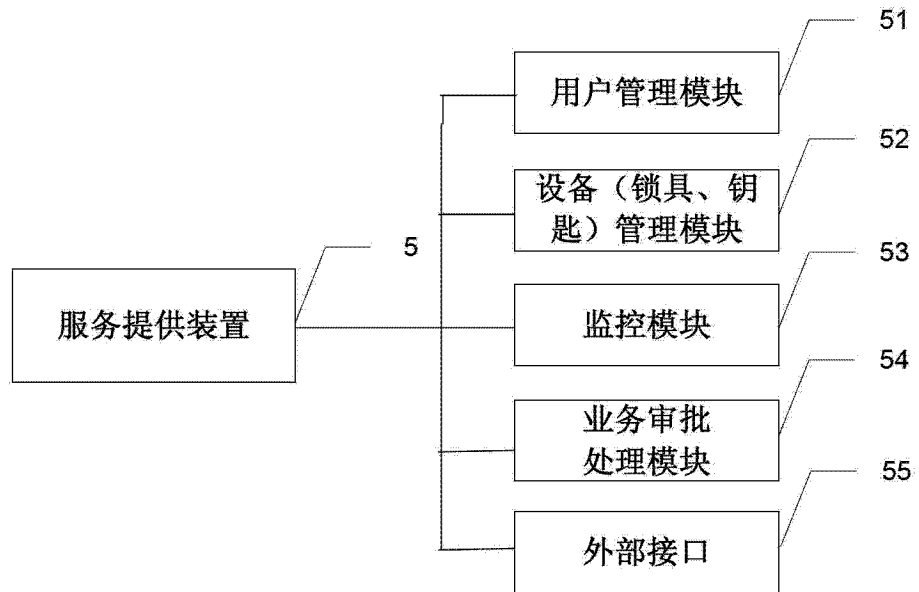 51
用户管理模块
52
设备（锁具、钥
匙）管理模块
5
53
服务提供装置
监控模块
54
业务审批
处理模块
55
外部接口